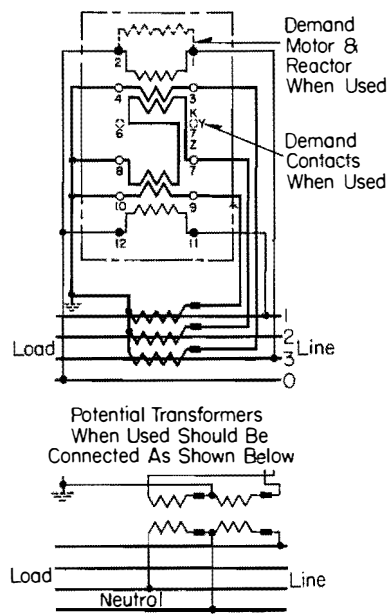 Demand
Motor &
Reactor
When Used
2 1
4 3
K
6 7 Y
Z
Demand
Contacts
When Used
8 7
10 9
12 11
1
2
Load 3 Line
0
Potential Transformers
When Used Should Be
Connected As Shown Below
Load Line
Neutral